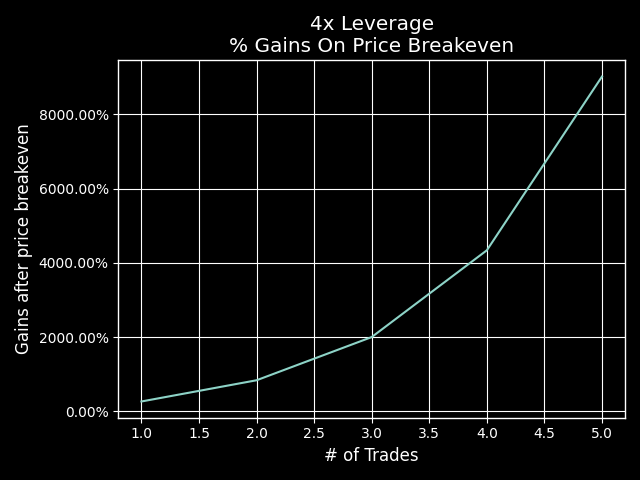 4x Leverage
% Gains On Price Breakeven
Gains after price breakeven
8000.00%
6000.00%
4000.00%
2000.00%
0.00%
1.0 1.5 2.0 2.5 3.0 3.5 4.0 4.5 5.0
# of Trades